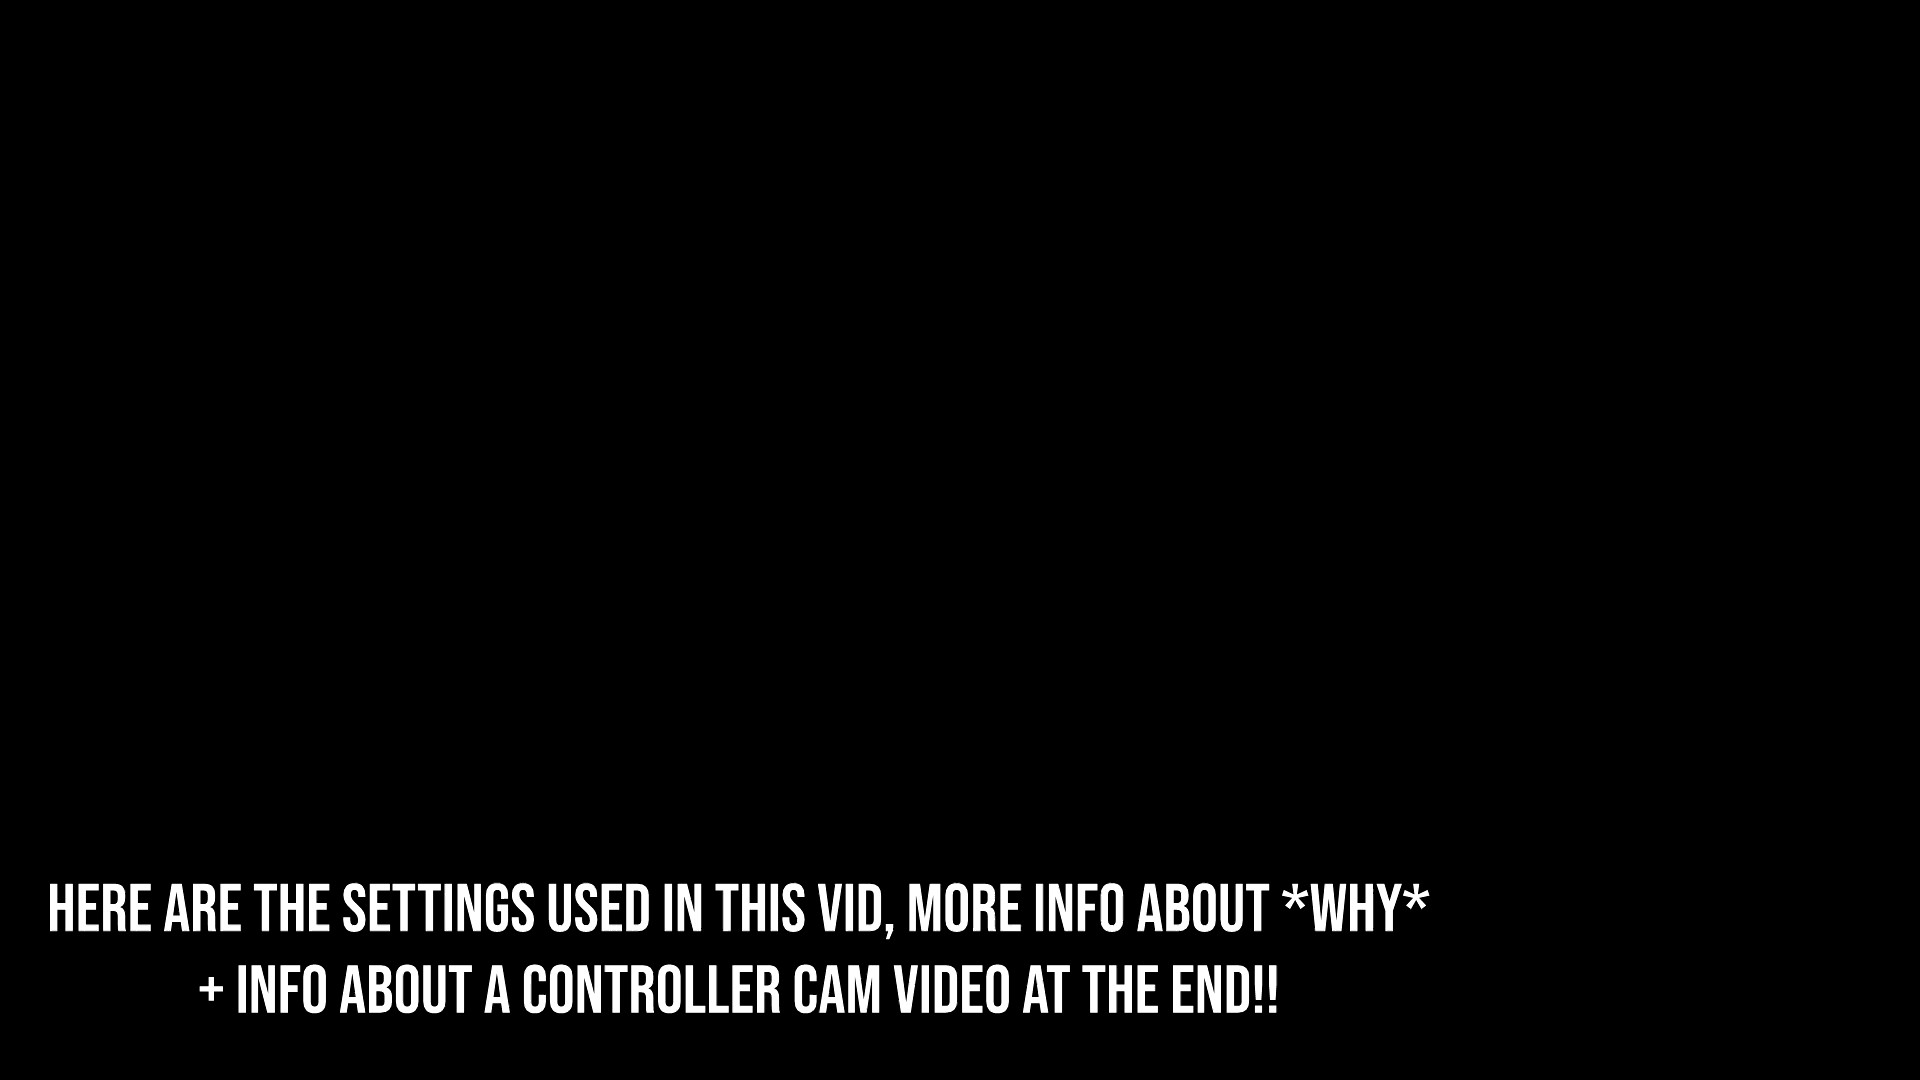 HERE ARE THE SETTINGS USED IN THIS VID, MORE INFO ABOUT *WHY*
+ INFO ABOUT A CONTROLLER CAM VIDEO AT THE END!!